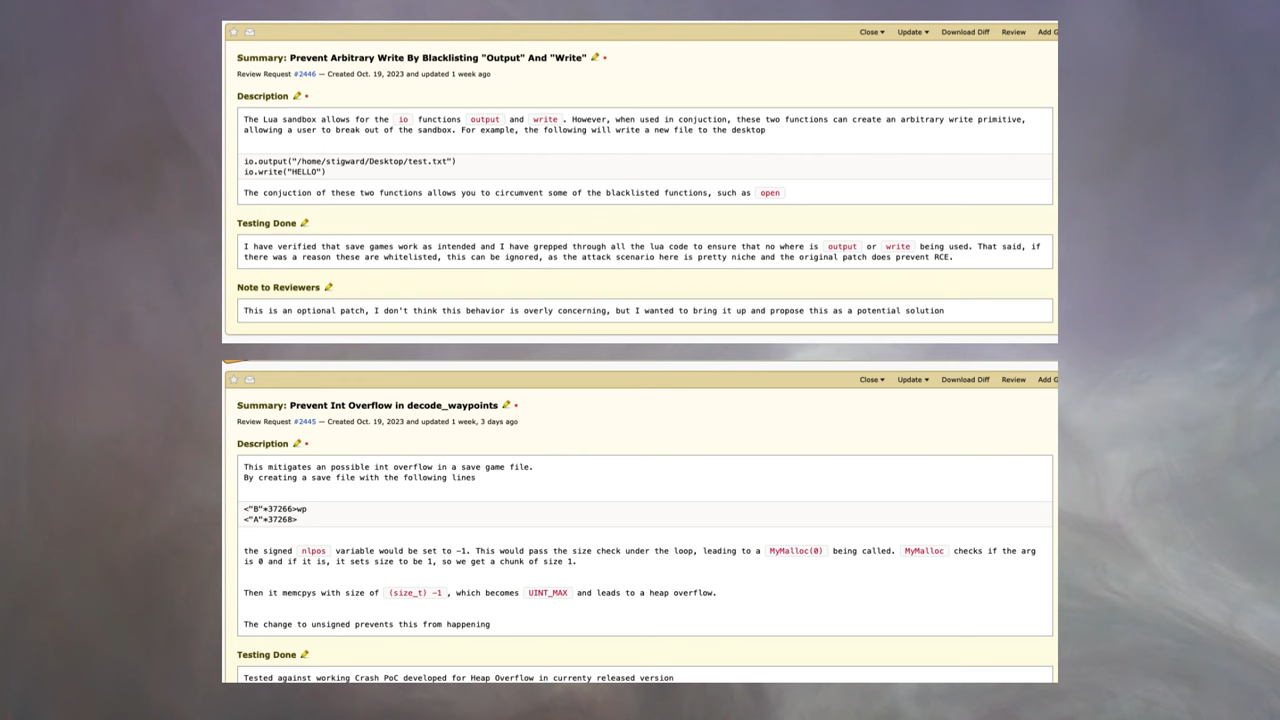 Close ▾ Update ▾ Download Diff Review Add G
Summary: Prevent Arbitrary Write By Blacklisting "Output" And "Write"
Review Request #2446 — Created Oct. 19, 2023 and updated 1 week ago
Description
The Lua sandbox allows for the io functions output and write. However, when used in conjuction, these two functions can create an arbitrary write primitive,
allowing a user to break out of the sandbox. For example, the following will write a new file to the desktop
io.output("/home/stigward/Desktop/test.txt")
io.write("HELLO")
The conjuction of these two functions allows you to circumvent some of the blacklisted functions, such as open
Testing Done
I have verified that save games work as intended and I have grepped through all the lua code to ensure that no where is output or write being used. That said, if
there was a reason these are whitelisted, this can be ignored, as the attack scenario here is pretty niche and the original patch does prevent RCE.
Note to Reviewers
This is an optional patch, I don't think this behavior is overly concerning, but I wanted to bring it up and propose this as a potential solution
Close ▾ Update ▾ Download Diff Review Add G
Summary: Prevent Int Overflow in decode_waypoints
Review Request #2445 — Created Oct. 19, 2023 and updated 1 week, 3 days ago
Description
This mitigates an possible int overflow in a save game file.
By creating a save file with the following lines
<"B"*37266>wp
<"A"*37268>
the signed nlpos variable would be set to -1. This would pass the size check under the loop, leading to a MyMalloc(0) being called. MyMalloc checks if the arg
is 0 and if it is, it sets size to be 1, so we get a chunk of size 1.
Then it memcpys with size of (size_t) -1, which becomes UINT_MAX and leads to a heap overflow.
The change to unsigned prevents this from happening
Testing Done
Tested against working Crash PoC developed for Heap Overflow in currenty released version